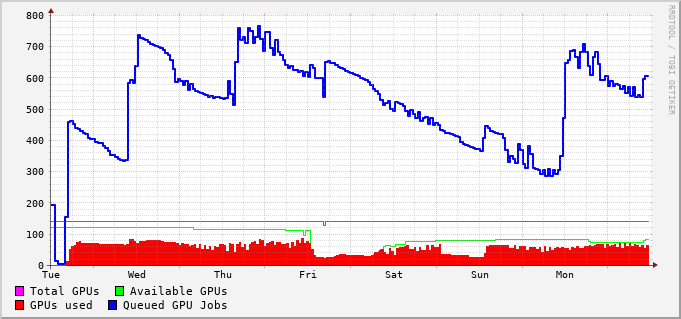 800
700
600
500
400
300
200
100
0
Tue Wed Thu Fri Sat Sun Mon
Total GPUs Available GPUs
GPUs used Queued GPU Jobs
RRDTOOL / TOBI OETIKER